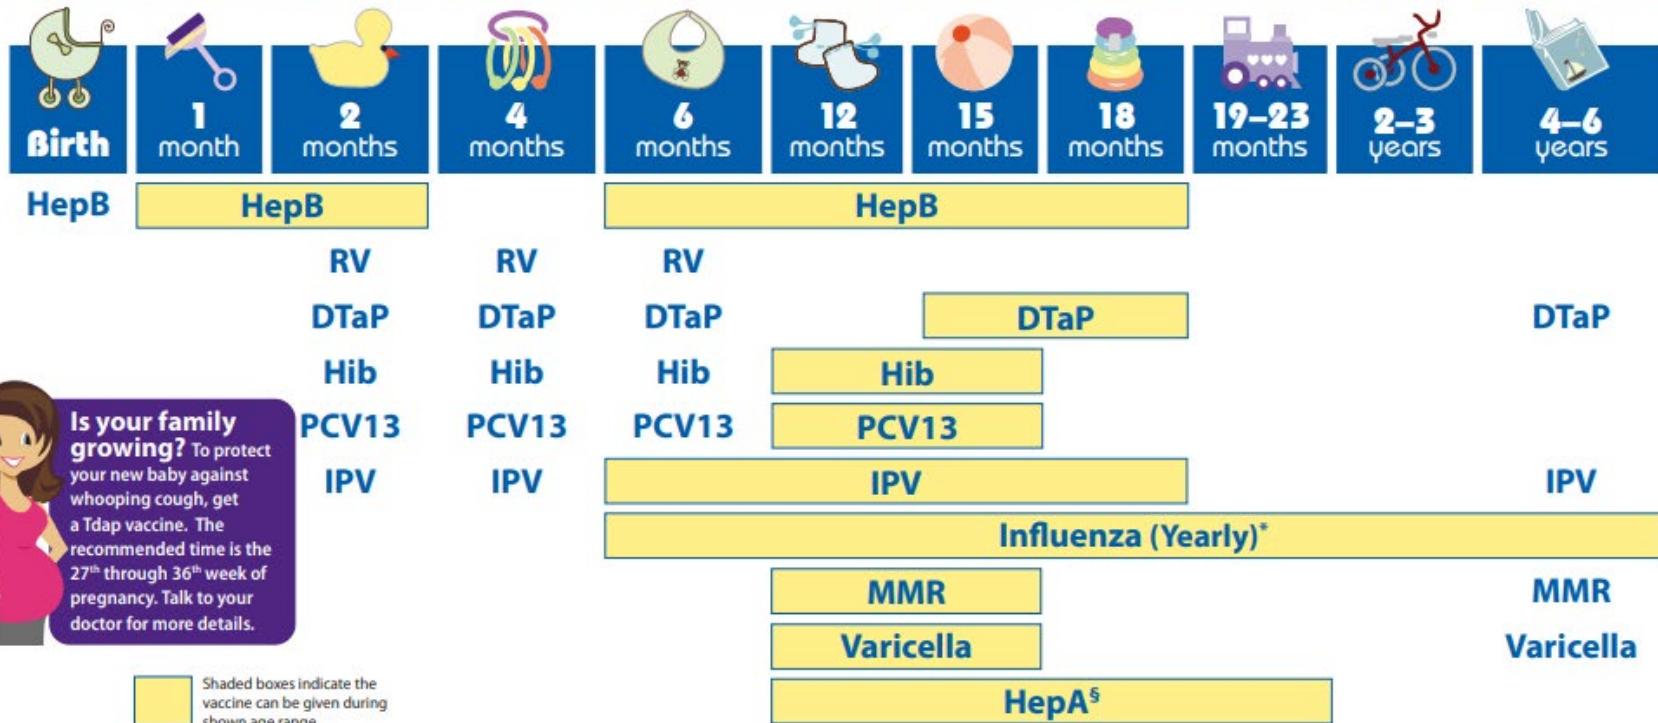 Birth
1
month
2
months
4
months
6
months
12
months
15
months
18
months
19–23
months
2–3
years
4–6
years
HepB HepB HepB
RV RV RV
DTaP DTaP DTaP DTaP DTaP
Hib Hib Hib Hib
PCV13 PCV13 PCV13 PCV13
IPV IPV IPV IPV
Influenza (Yearly)*
MMR MMR
Varicella Varicella
HepA§
Is your family
growing? To protect
your new baby against
whooping cough, get
a Tdap vaccine. The
recommended time is the
27th through 36th week of
pregnancy. Talk to your
doctor for more details.
Shaded boxes indicate the
vaccine can be given during
shown age range.